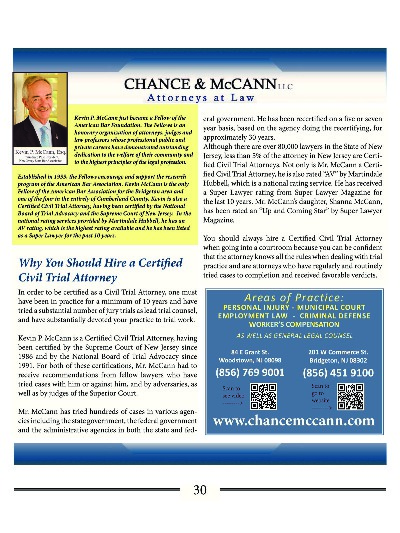 CHANCE & McCANN LLC
Attorneys at Law
Kevin P. McCann, Esq.
Kevin P. McCann just became a Fellow of the
American Bar Foundation. The Fellows is an
honorary organization of attorneys, judges and
law professors whose professional public and
private careers have demonstrated outstanding
dedication to the welfare of their community and
to the highest principles of the legal profession.
Established in 1955, The Fellows encourage and support the research
program of the American Bar Association. Kevin McCann is the only
Fellow of the American Bar Association for the Bridgeton area and
one of the four in the entirety of Cumberland County. Kevin is also a
Certified Civil Trial Attorney, having been certified by the National
Board of Trial Advocacy and the Supreme Court of New Jersey. In the
national rating services provided by Martindale Hubbell, he has an
AV rating, which is the highest rating available and he has been listed
as a Super Lawyer for the past 10 years.
Why You Should Hire a Certified
Civil Trial Attorney
In order to be certified as a Civil Trial Attorney, one must
have been in practice for a minimum of 10 years and have
tried a substantial number of jury trials as lead trial counsel,
and have substantially devoted your practice to trial work.
Kevin P. McCann is a Certified Civil Trial Attorney, having
been certified by the Supreme Court of New Jersey since
1986 and by the National Board of Trial Advocacy since
1991. For both of these certifications, Mr. McCann had to
receive recommendations from fellow lawyers who have
tried cases with him or against him, and by adversaries, as
well as by judges of the Superior Court.
Mr. McCann has tried hundreds of cases in various agen-
cies including the state government, the federal government
and the administrative agencies in both the state and fed-
eral government. He has been recertified on a five or seven
year basis, based on the agency doing the recertifying, for
approximately 30 years.
Although there are over 80,000 lawyers in the State of New
Jersey, less than 5% of the attorney in New Jersey are Certi-
fied Civil Trial Attorneys. Not only is Mr. McCann a Certi-
fied Civil Trial Attorney, he is also rated "AV" by Martindale
Hubbell, which is a national rating service. He has received
a Super Lawyer rating from Super Lawyer Magazine for
the last 10 years. Mr. McCann's daughter, Shanna McCann,
has been rated an "Up and Coming Star" by Super Lawyer
Magazine.
You should always hire a Certified Civil Trial Attorney
when going into a courtroom because you can be confident
that the attorney knows all the rules when dealing with trial
practice and are attorneys who have regularly and routinely
tried cases to completion and received favorable verdicts.
Areas of Practice:
PERSONAL INJURY - MUNICIPAL COURT
EMPLOYMENT LAW - CRIMINAL DEFENSE
WORKER'S COMPENSATION
AS WELL AS GENERAL LEGAL COUNSEL
84 E Grant St.
Woodstown, NJ 08098
(856) 769 9001
201 W Commerce St.
Bridgeton, NJ 08302
(856) 451 9100
Scan to
see video
Scan to
go to
website
www.chancemccann.com
30